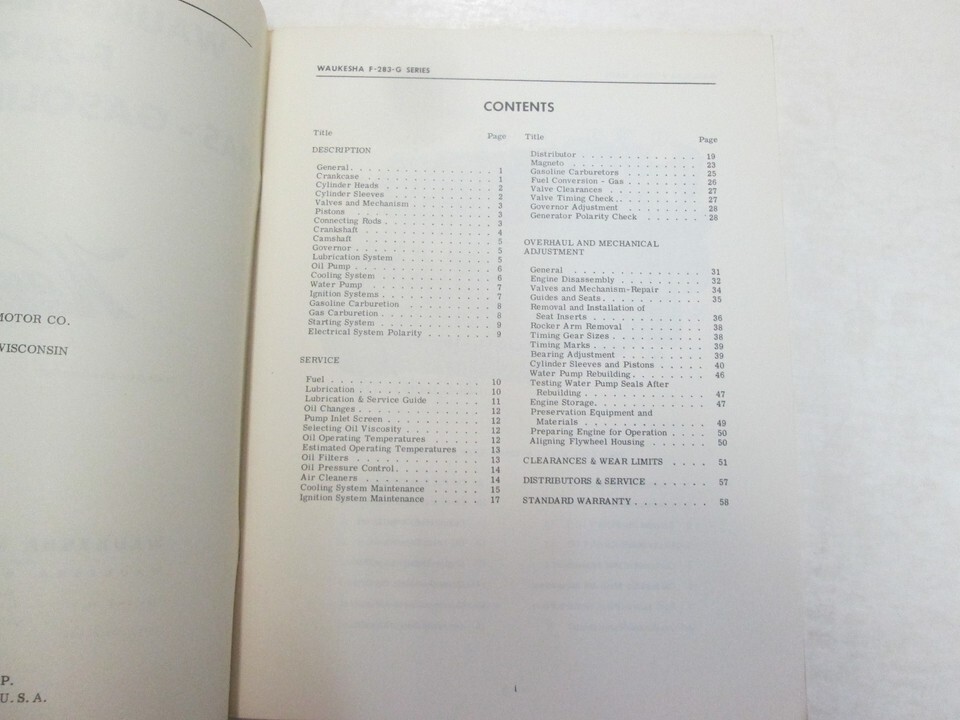 MOTOR CO.
WISCONSIN
P.
U.S.A.
WAUKESHA F-283-G SERIES
CONTENTS
Title Page
DESCRIPTION
General. . . . . . . . . . . . . . . . . 1
Crankcase . . . . . . . . . . . . . . . 1
Cylinder Heads . . . . . . . . . . . . 2
Cylinder Sleeves . . . . . . . . . . . 2
Valves and Mechanism . . . . . . . . 3
Pistons . . . . . . . . . . . . . . . . 3
Connecting Rods . . . . . . . . . . . 3
Crankshaft . . . . . . . . . . . . . . 4
Camshaft . . . . . . . . . . . . . . . 5
Governor . . . . . . . . . . . . . . . 5
Lubrication System . . . . . . . . . . 5
Oil Pump . . . . . . . . . . . . . . . 6
Cooling System . . . . . . . . . . . . 6
Water Pump . . . . . . . . . . . . . 7
Ignition Systems . . . . . . . . . . . 7
Gasoline Carburetion . . . . . . . . . 8
Gas Carburetion . . . . . . . . . . . 8
Starting System . . . . . . . . . . . . 9
Electrical System Polarity . . . . . . 9
SERVICE
Fuel . . . . . . . . . . . . . . . . . 10
Lubrication . . . . . . . . . . . . . . 10
Lubrication & Service Guide . . . . . 11
Oil Changes . . . . . . . . . . . . . . 12
Pump Inlet Screen . . . . . . . . . . 12
Selecting Oil Viscosity . . . . . . . . 12
Oil Operating Temperatures . . . . . 12
Estimated Operating Temperatures . . 13
Oil Filters . . . . . . . . . . . . . . 13
Oil Pressure Control . . . . . . . . . 14
Air Cleaners . . . . . . . . . . . . . 14
Cooling System Maintenance . . . . . 15
Ignition System Maintenance . . . . . 17
Title Page
Distributor . . . . . . . . . . . . . . 19
Magneto . . . . . . . . . . . . . . . 23
Gasoline Carburetors . . . . . . . . 25
Fuel Conversion - Gas . . . . . . . . 26
Valve Clearances . . . . . . . . . . 27
Valve Timing Check . . . . . . . . . 27
Governor Adjustment . . . . . . . . 28
Generator Polarity Check . . . . . . 28
OVERHAUL AND MECHANICAL
ADJUSTMENT
General . . . . . . . . . . . . . . . 31
Engine Disassembly . . . . . . . . . 32
Valves and Mechanism-Repair . . . . 34
Guides and Seats . . . . . . . . . . . 35
Removal and Installation of
Seat Inserts . . . . . . . . . . . . 36
Rocker Arm Removal . . . . . . . . 38
Timing Gear Sizes . . . . . . . . . . 38
Timing Marks . . . . . . . . . . . . 39
Bearing Adjustment . . . . . . . . . 39
Cylinder Sleeves and Pistons . . . . . 40
Water Pump Rebuilding . . . . . . . . 46
Testing Water Pump Seals After
Rebuilding . . . . . . . . . . . . . 47
Engine Storage. . . . . . . . . . . . 47
Preservation Equipment and
Materials . . . . . . . . . . . . . 49
Preparing Engine for Operation . . . . 50
Aligning Flywheel Housing . . . . . . 50
CLEARANCES & WEAR LIMITS . . . . 51
DISTRIBUTORS & SERVICE . . . . . . 57
STANDARD WARRANTY . . . . . . . . 58
i